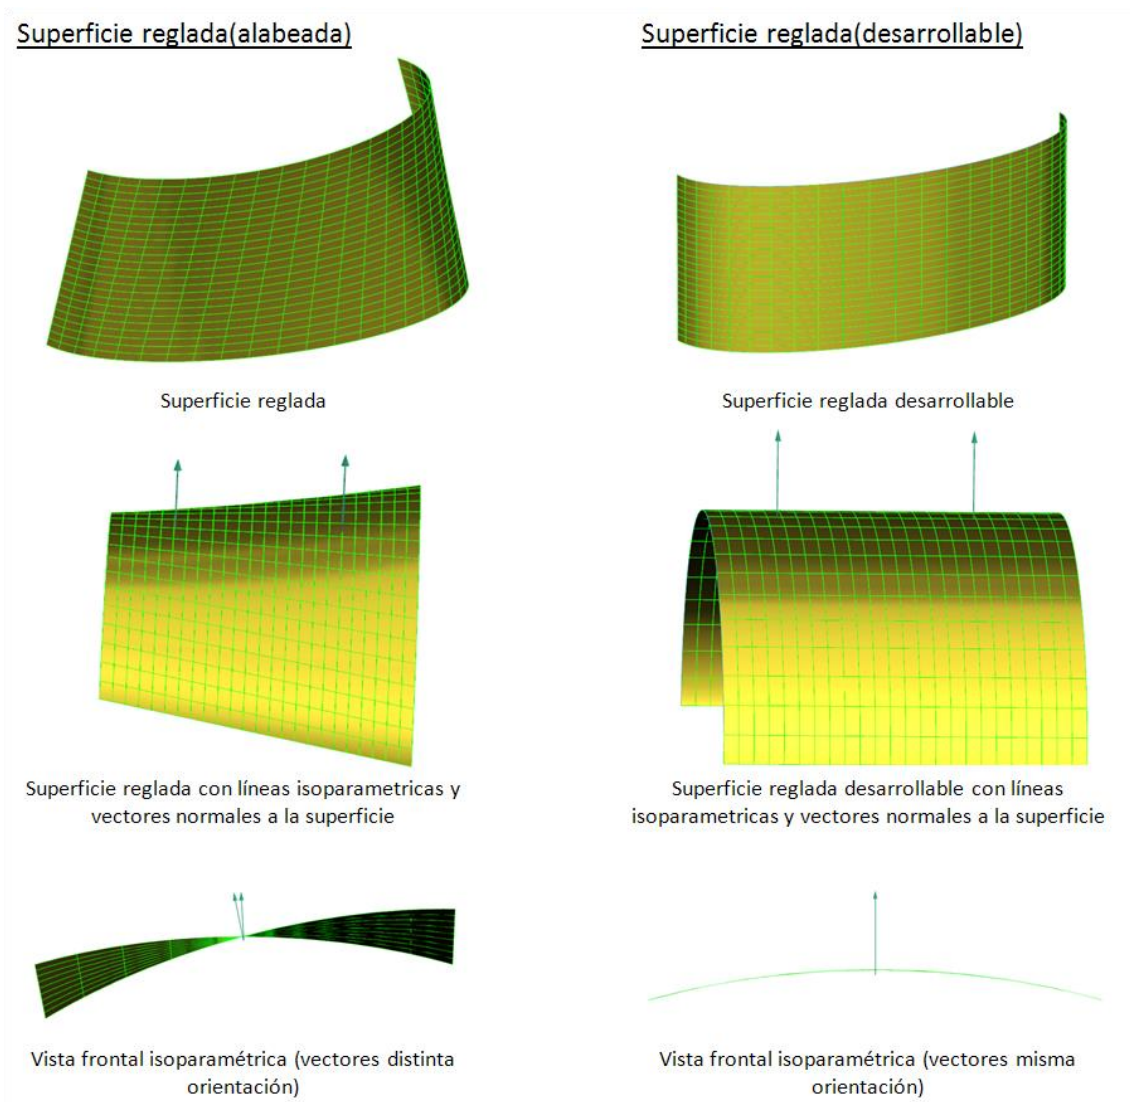 Superficie reglada(alabeada)
Superficie reglada(desarrollable)
Superficie reglada
Superficie reglada desarrollable
Superficie reglada con líneas isoparametricas y
vectores normales a la superficie
Superficie reglada desarrollable con líneas
isoparametricas y vectores normales a la superficie
Vista frontal isoparamétrica (vectores distinta
orientación)
Vista frontal isoparamétrica (vectores misma
orientación)